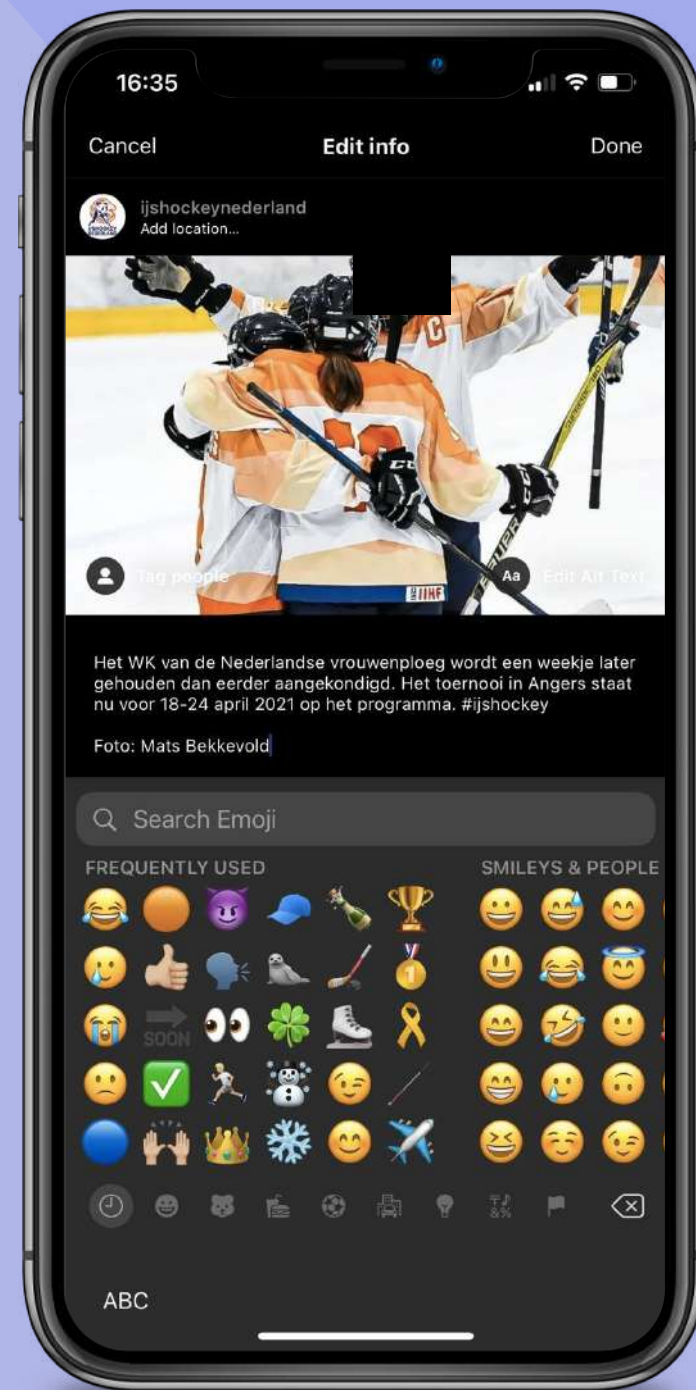 16:35
Cancel
Edit info
Done
ijshockeynederland
Add location...
C
CCM
IIHF
Tag people
Aa
Edit Alt Text
Het WK van de Nederlandse vrouwenploeg wordt een weekje later
gehouden dan eerder aangekondigd. Het toernooi in Angers staat
nu voor 18-24 april 2021 op het programma. #ijshockey
Foto: Mats Bekkevold
Search Emoji
FREQUENTLY USED
SMILEYS & PEOPLE
SOON
1
&%
ABC